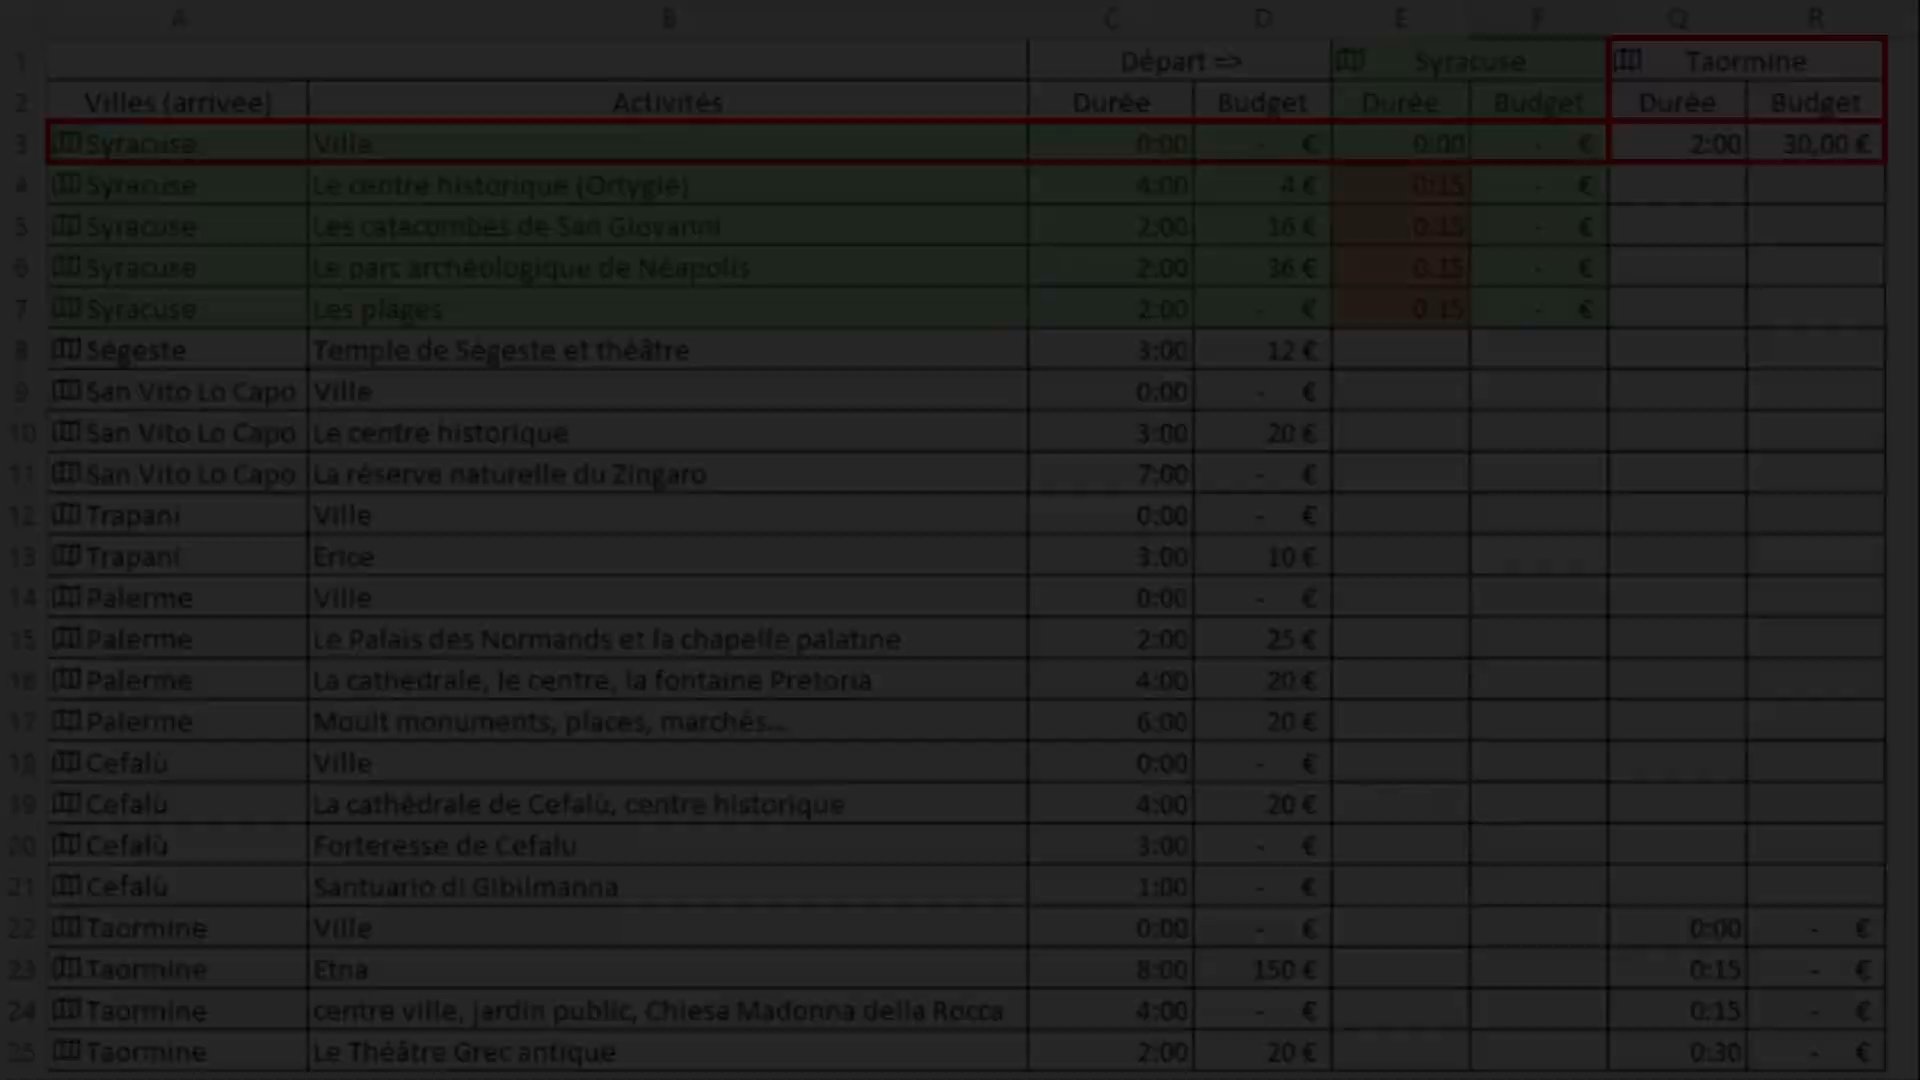 A B C D E F Q R
1 Départ => Syracuse Taormine
2 Villes (arrivee) Activités Durée Budget Durée Budget Durée Budget
3 Syracuse Ville 0:00 - € 0:00 - € 2:00 30,00 €
4 Syracuse Le centre historique (Ortygie) 4:00 4 € 0:15 - €
5 Syracuse Les catacombes de San Giovanni 2:00 16 € 0:15 - €
6 Syracuse Le parc archéologique de Néapolis 2:00 36 € 0:15 - €
7 Syracuse Les plages 2:00 - € 0:15 - €
8 Ségeste Temple de Ségeste et théâtre 3:00 12 €
9 San Vito Lo Capo Ville 0:00 - €
10 San Vito Lo Capo Le centre historique 3:00 20 €
11 San Vito Lo Capo La réserve naturelle du Zingaro 7:00 - €
12 Trapani Ville 0:00 - €
13 Trapani Erice 3:00 10 €
14 Palerme Ville 0:00 - €
15 Palerme Le Palais des Normands et la chapelle palatine 2:00 25 €
16 Palerme La cathédrale, le centre, la fontaine Pretoria 4:00 20 €
17 Palerme Moult monuments, places, marchés... 6:00 20 €
18 Cefalù Ville 0:00 - €
19 Cefalù La cathédrale de Cefalù, centre historique 4:00 20 €
20 Cefalù Forteresse de Cefalu 3:00 - €
21 Cefalù Santuario di Gibilmanna 1:00 - €
22 Taormine Ville 0:00 - € 0:00 - €
23 Taormine Etna 8:00 150 € 0:15 - €
24 Taormine centre ville, jardin public, Chiesa Madonna della Rocca 4:00 - € 0:15 - €
25 Taormine Le Théâtre Grec antique 2:00 20 € 0:30 - €